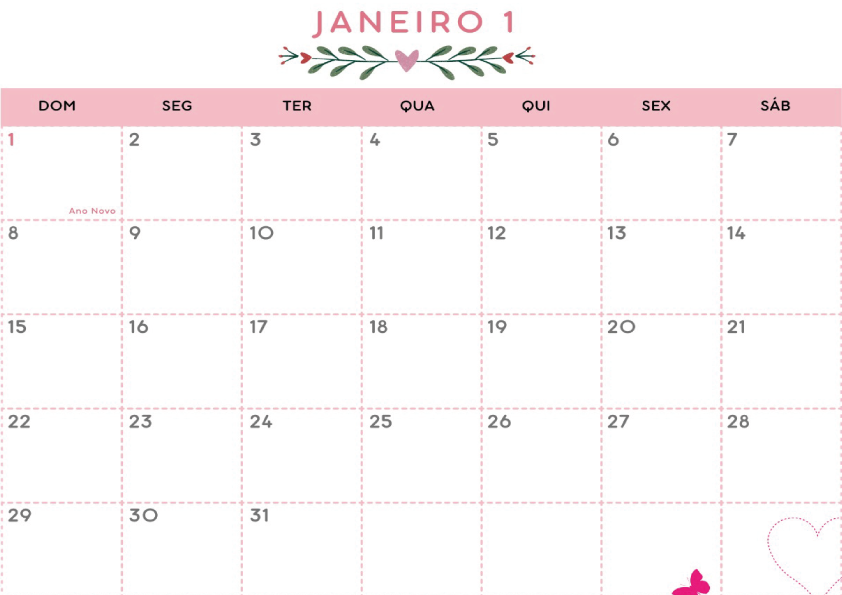 JANEIRO 1
DOM SEG TER QUA QUI SEX SÁB
1 2 3 4 5 6 7
Ano Novo
8 9 10 11 12 13 14
15 16 17 18 19 20 21
22 23 24 25 26 27 28
29 30 31